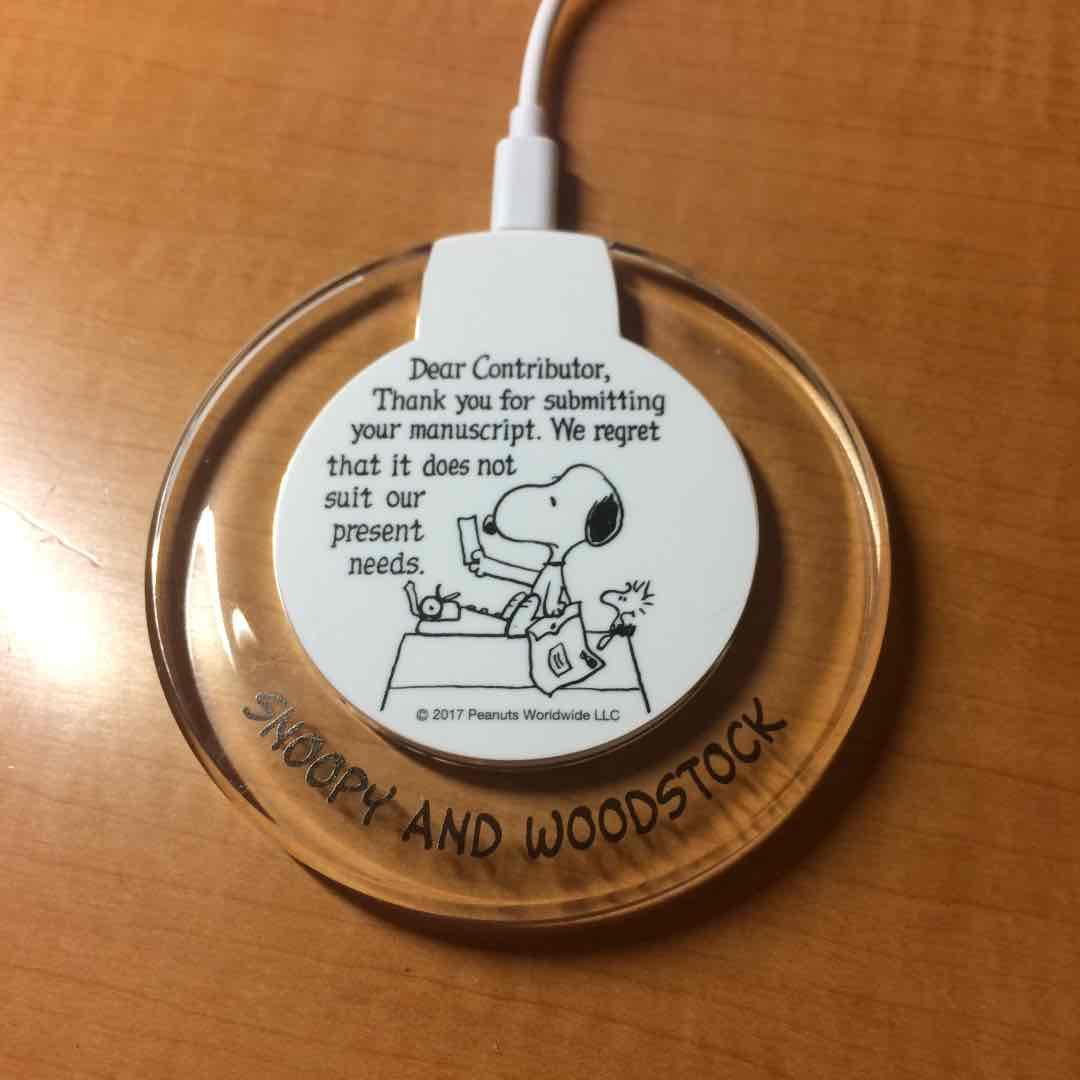 Dear Contributor,
Thank you for submitting
your manuscript. We regret
that it does not
suit our
present
needs.
© 2017 Peanuts Worldwide LLC
SNOOPY AND WOODSTOCK